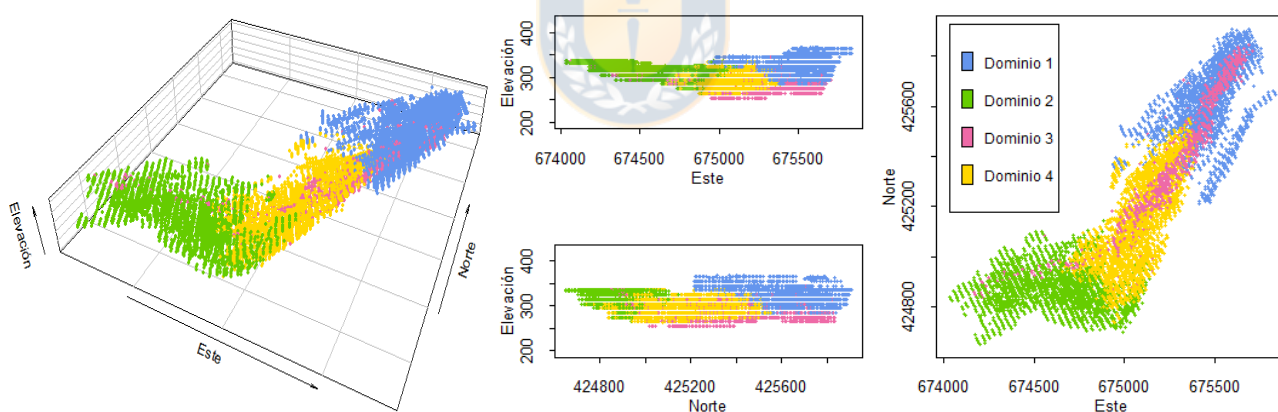 Elevación
Este
Norte
Elevación
200
300
400
674000
674500
675000
675500
Este
Elevación
200
300
400
424800
425200
425600
Norte
Norte
424800
425200
425600
Dominio 1
Dominio 2
Dominio 3
Dominio 4
674000
674500
675000
675500
Este